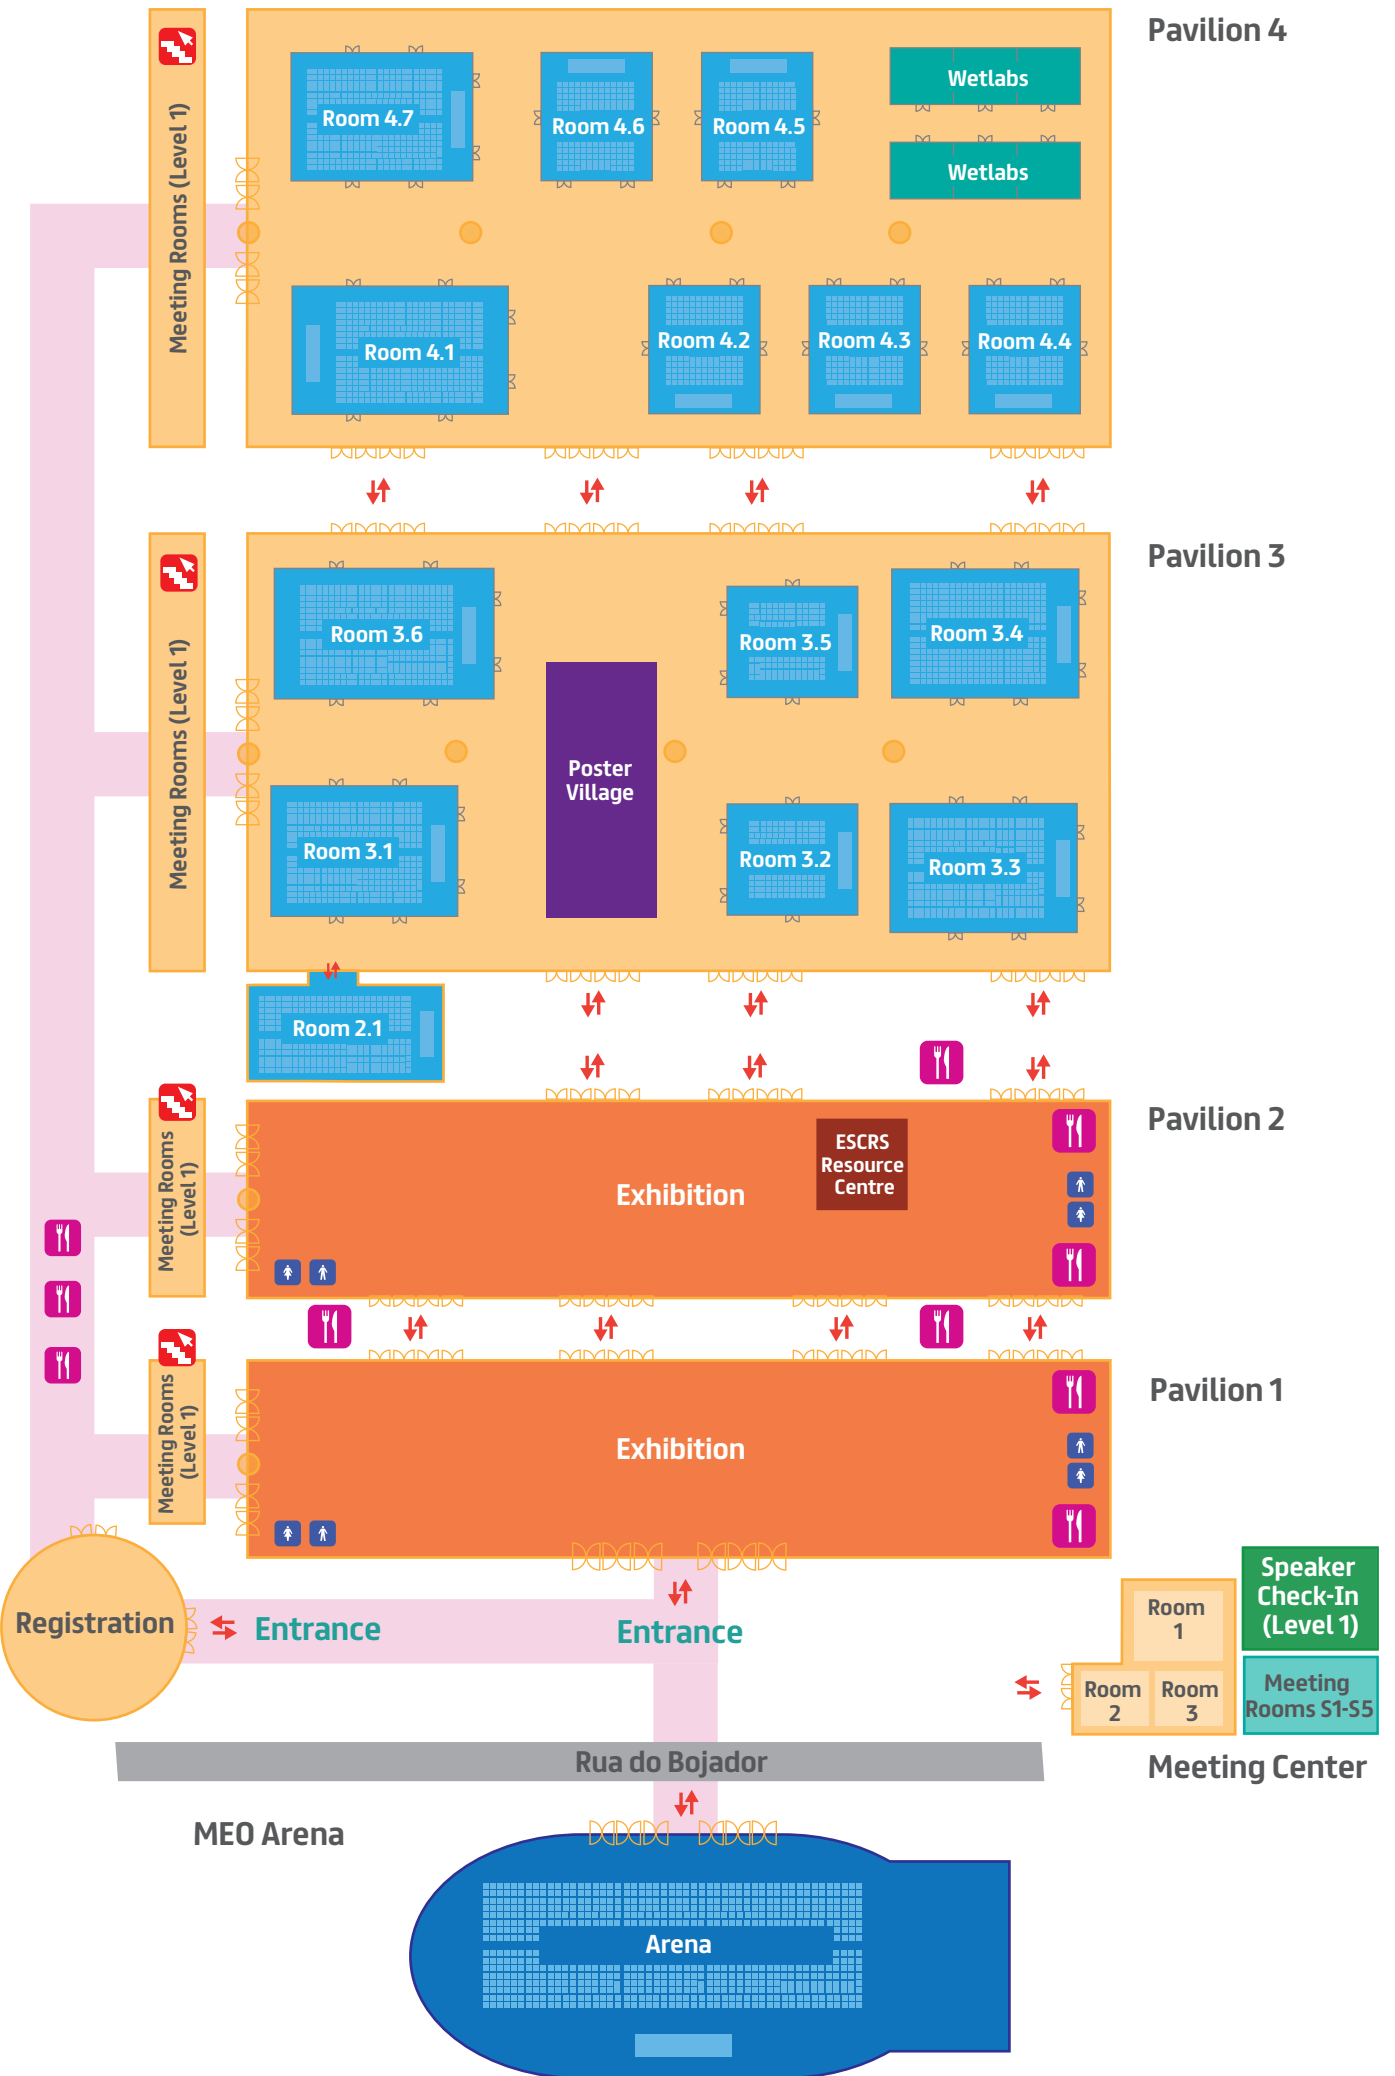 Pavilion 4
Meeting Rooms (Level 1)
Room 4.7
Room 4.6
Room 4.5
Wetlabs
Wetlabs
Room 4.1
Room 4.2
Room 4.3
Room 4.4
Pavilion 3
Meeting Rooms (Level 1)
Room 3.6
Room 3.5
Room 3.4
Poster
Village
Room 3.1
Room 3.2
Room 3.3
Room 2.1
Pavilion 2
Meeting Rooms
(Level 1)
Exhibition
ESCRS
Resource
Centre
Pavilion 1
Meeting Rooms
(Level 1)
Exhibition
Registration
Entrance
Entrance
Speaker
Check-In
(Level 1)
Room
1
Room
2
Room
3
Meeting
Rooms S1-S5
Meeting Center
Rua do Bojador
MEO Arena
Arena